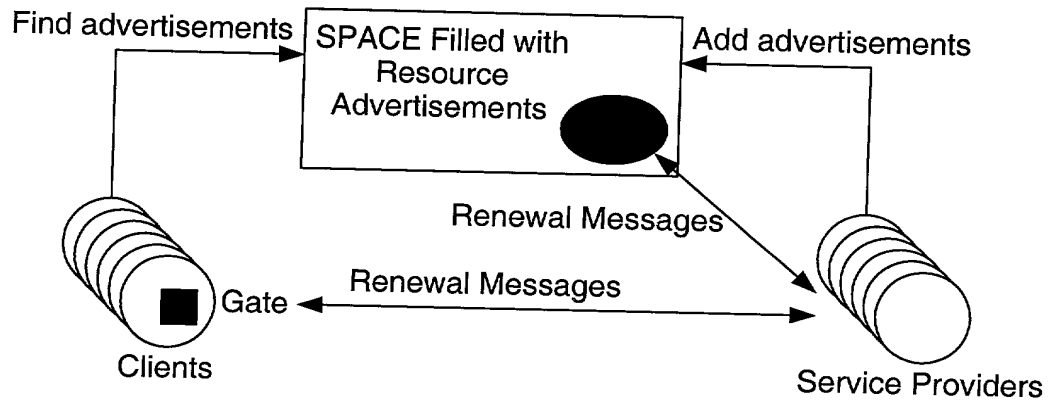 Find advertisements
SPACE Filled with
Resource
Advertisements
Add advertisements
Renewal Messages
Renewal Messages
Gate
Clients
Service Providers